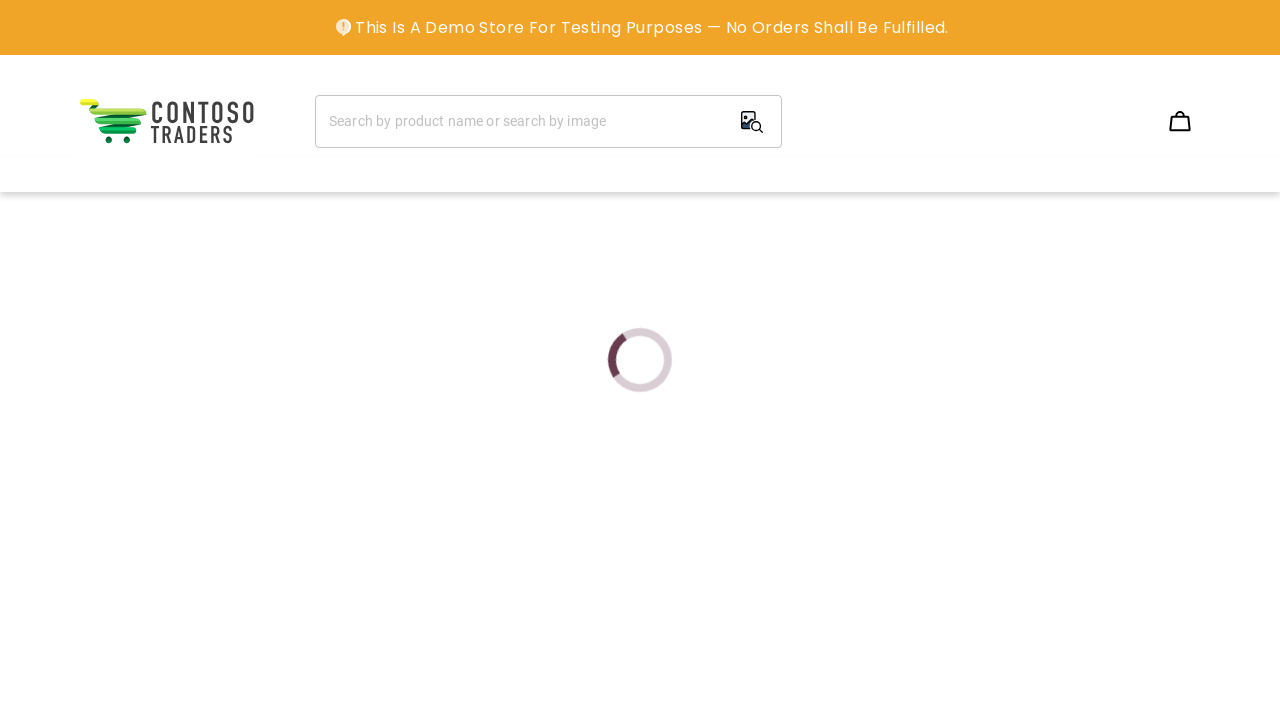 This Is A Demo Store For Testing Purposes — No Orders Shall Be Fulfilled.
CONTOSO
TRADERS
Search by product name or search by image